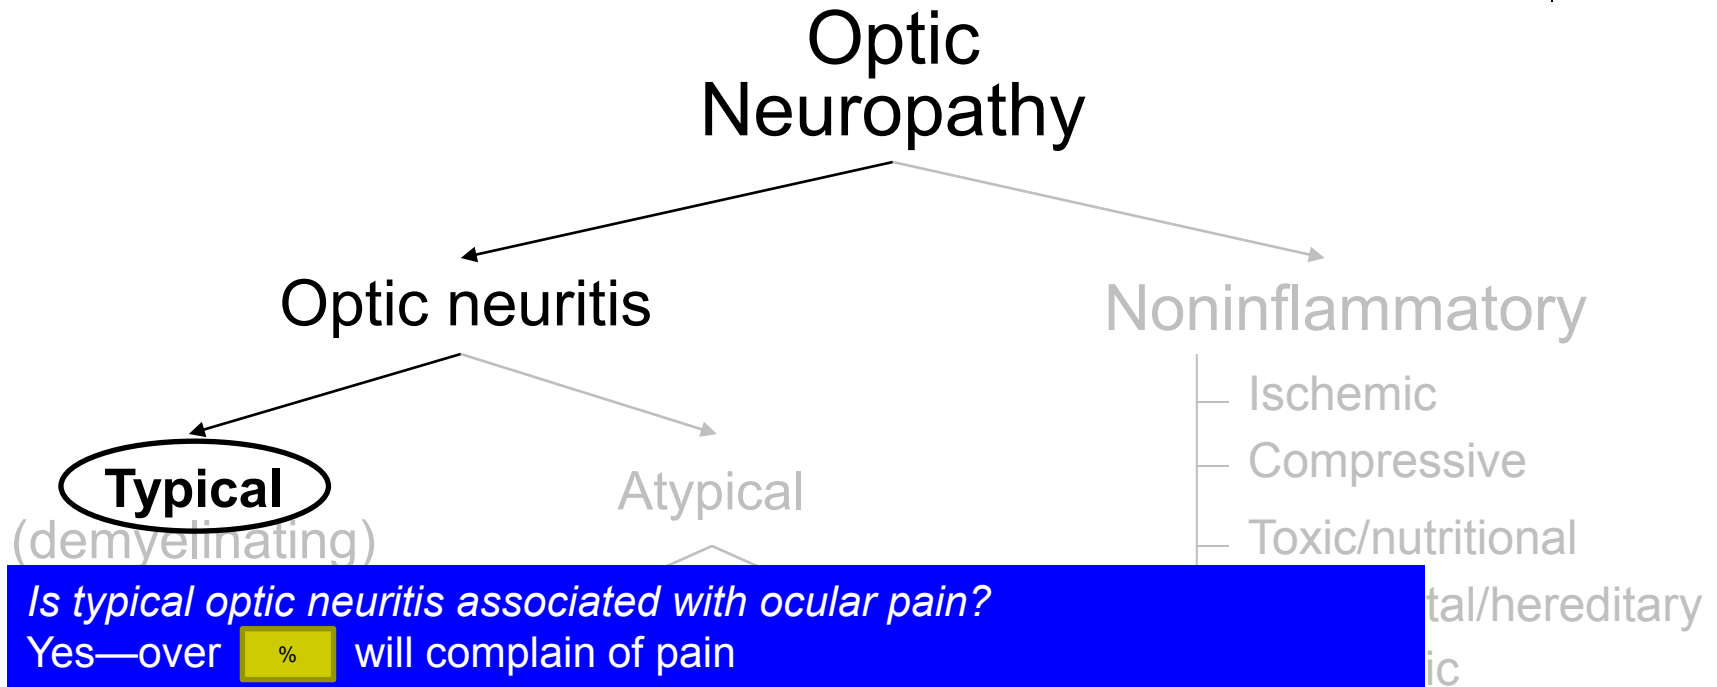 Optic
Neuropathy
Optic neuritis
Noninflammatory
Ischemic
Compressive
Toxic/nutritional
tal/hereditary
ic
Typical
(demyelinating)
Atypical
Is typical optic neuritis associated with ocular pain?
Yes—over % will complain of pain